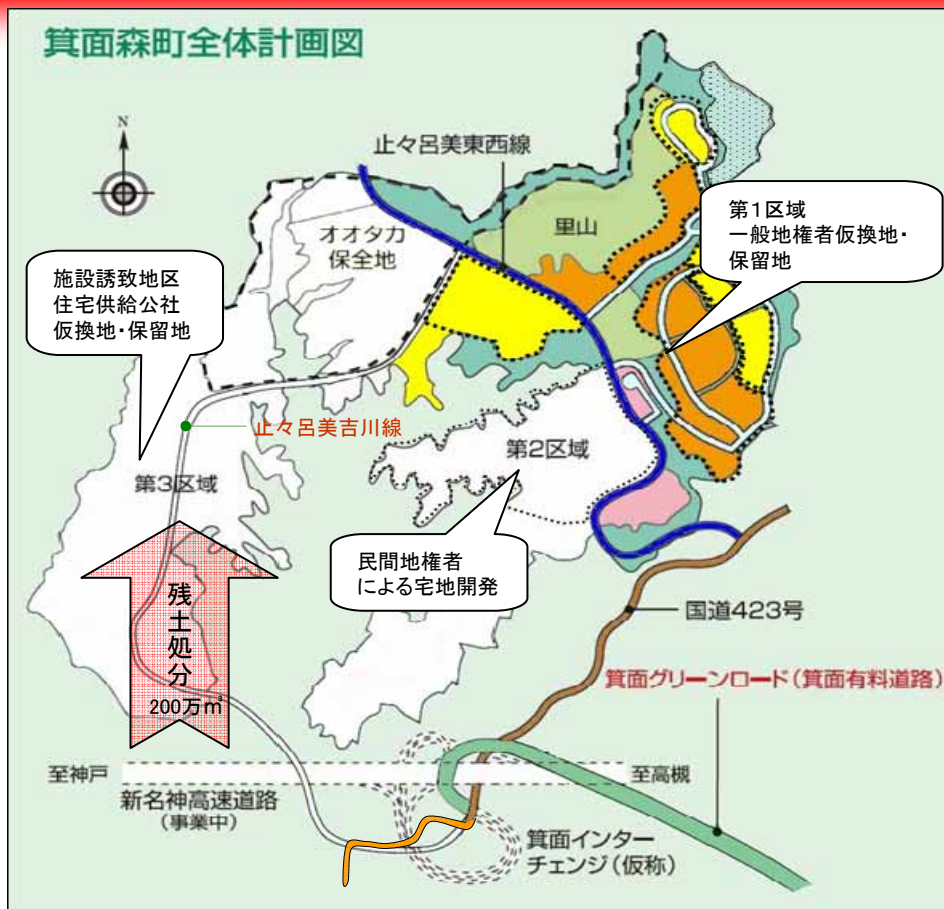 箕面森町全体計画図
N
止々呂美東西線
里山
オオタカ
保全地
第1区域
一般地権者仮換地・
保留地
施設誘致地区
住宅供給公社
仮換地・保留地
止々呂美吉川線
第2区域
第3区域
民間地権者
による宅地開発
残土処分
200万㎥
国道423号
箕面グリーンロード(箕面有料道路)
至神戸
至高槻
新名神高速道路
(事業中)
箕面インター
チェンジ(仮称)